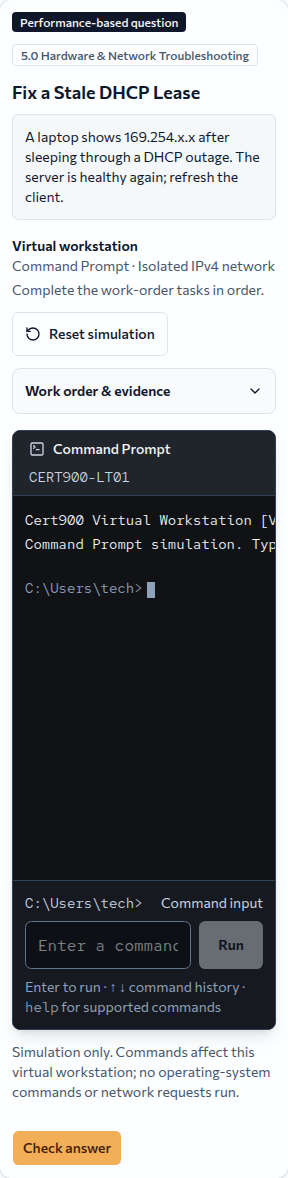 Performance-based question
5.0 Hardware & Network Troubleshooting
Fix a Stale DHCP Lease
A laptop shows 169.254.x.x after
sleeping through a DHCP outage. The
server is healthy again; refresh the
client.
Virtual workstation
Command Prompt · Isolated IPv4 network
Complete the work-order tasks in order.
Reset simulation
Work order & evidence
Command Prompt
CERT900-LT01
Cert900 Virtual Workstation [V
Command Prompt simulation. Typ
C:\Users\tech>
C:\Users\tech> Command input
Enter a command
Run
Enter to run · ↑ ↓ command history ·
help for supported commands
Simulation only. Commands affect this
virtual workstation; no operating-system
commands or network requests run.
Check answer